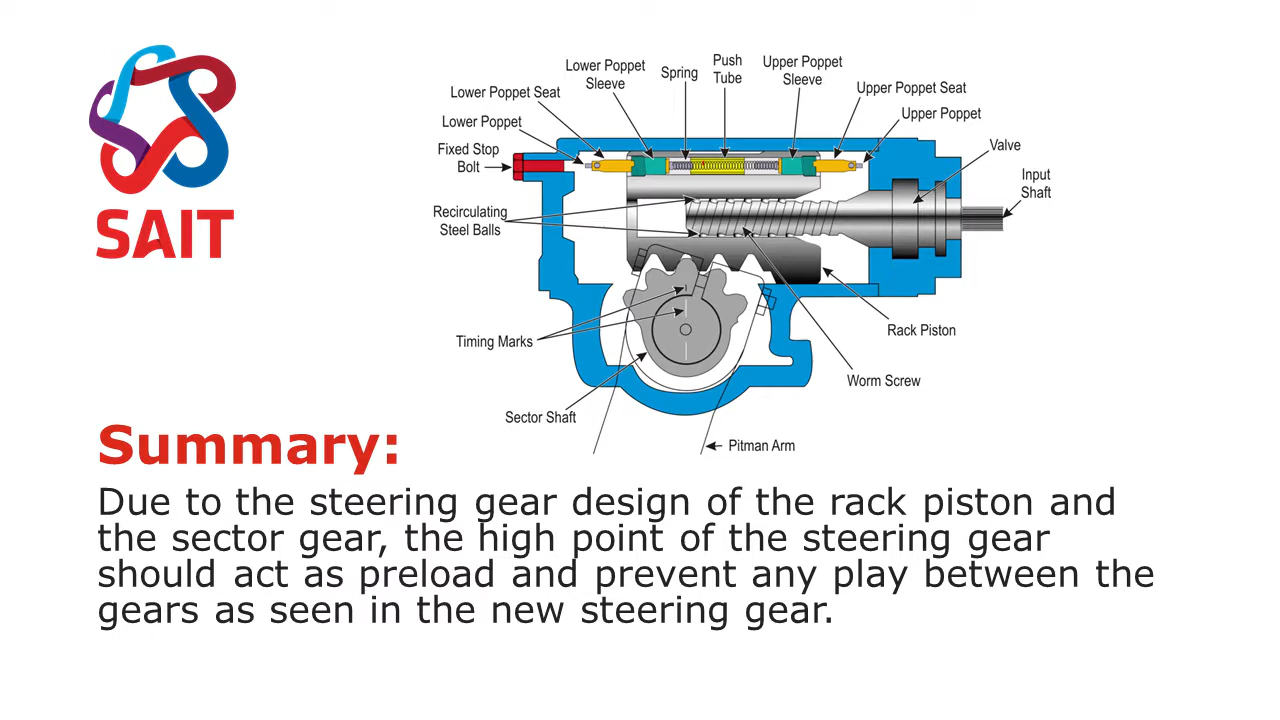 SAIT
Lower Poppet
Sleeve
Spring
Push
Tube
Upper Poppet
Sleeve
Lower Poppet Seat
Upper Poppet Seat
Lower Poppet
Upper Poppet
Fixed Stop
Bolt
Valve
Input
Shaft
Recirculating
Steel Balls
Timing Marks
Rack Piston
Worm Screw
Sector Shaft
Pitman Arm
Summary:
Due to the steering gear design of the rack piston and
the sector gear, the high point of the steering gear
should act as preload and prevent any play between the
gears as seen in the new steering gear.